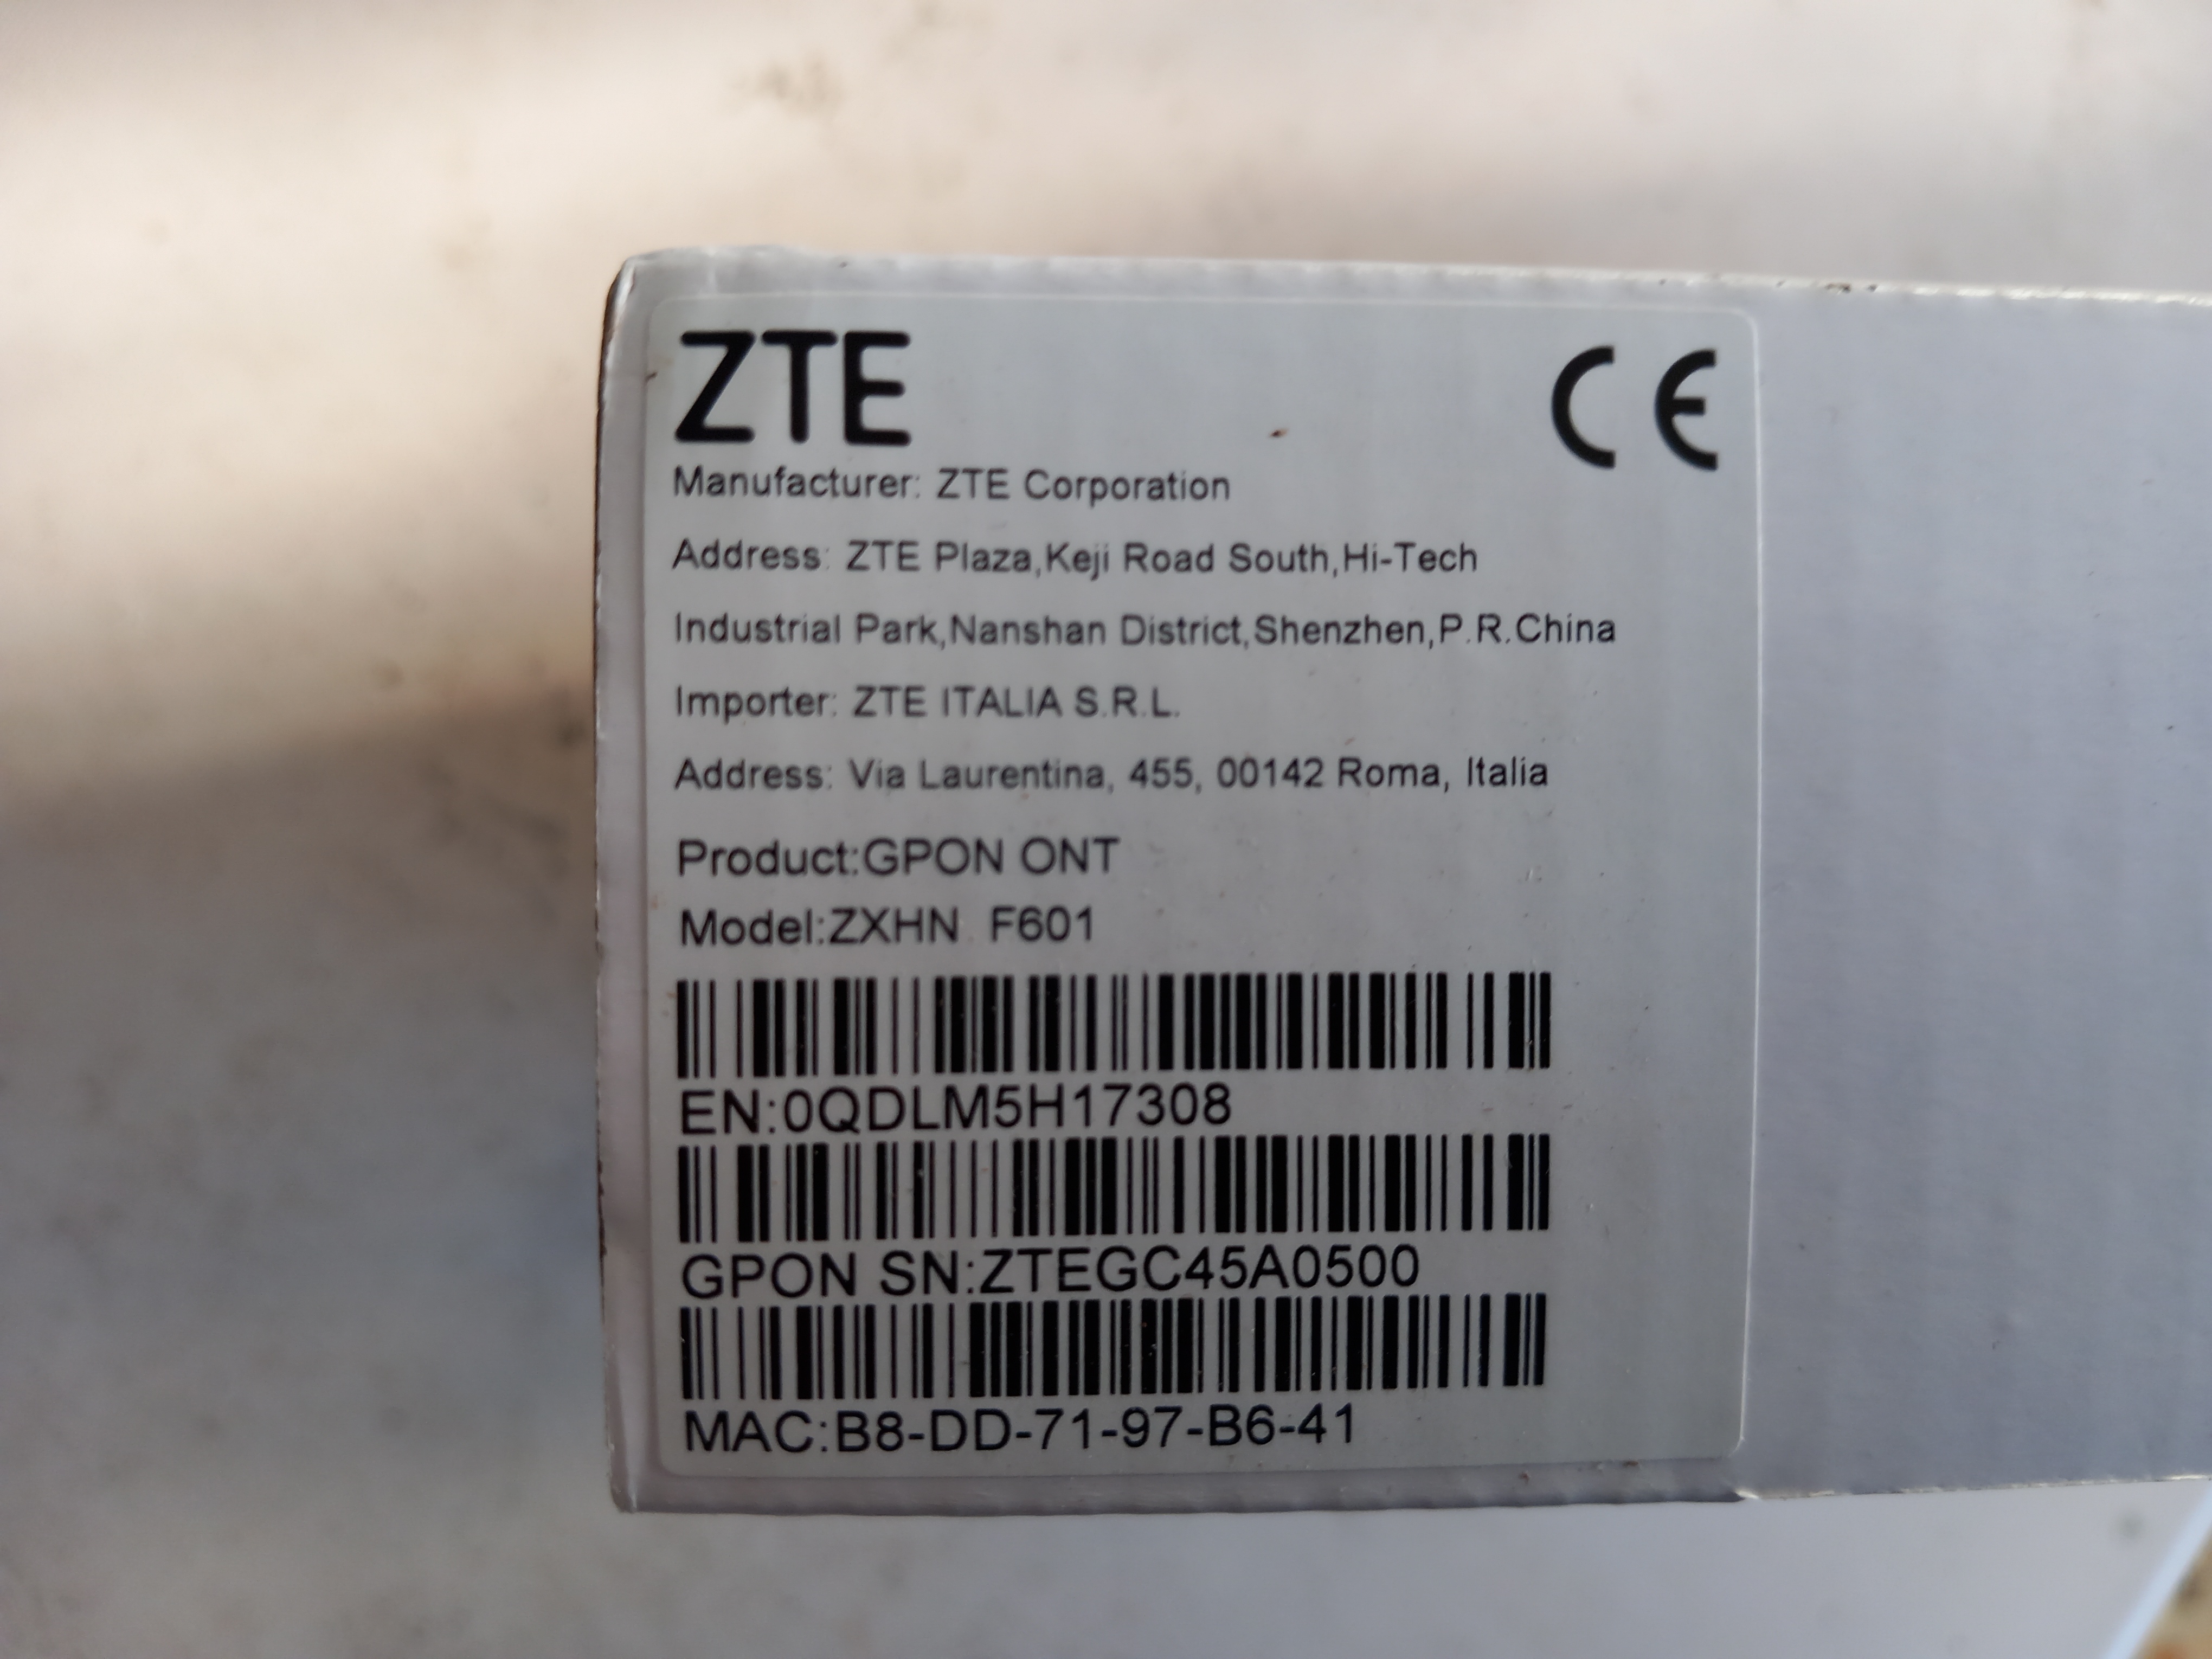 ZTE
CE
Manufacturer: ZTE Corporation
Address: ZTE Plaza,Keji Road South,Hi-Tech
Industrial Park,Nanshan District,Shenzhen,P.R.China
Importer: ZTE ITALIA S.R.L.
Address: Via Laurentina, 455, 00142 Roma, Italia
Product:GPON ONT
Model:ZXHN F601
EN:0QDLM5H17308
GPON SN:ZTEGC45A0500
MAC:B8-DD-71-97-B6-41